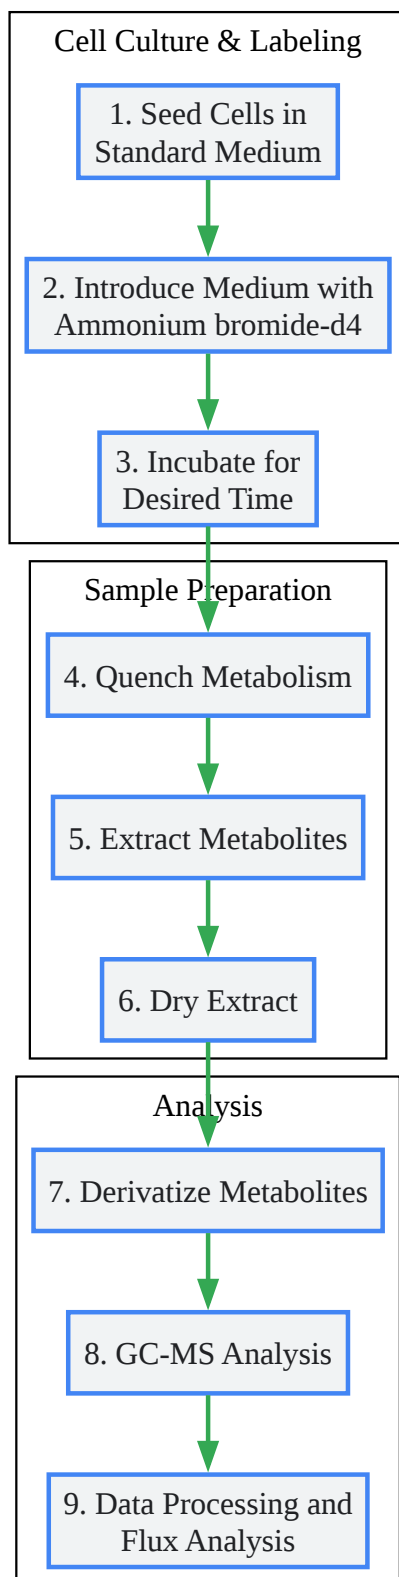 Cell Culture & Labeling
1. Seed Cells in
Standard Medium
2. Introduce Medium with
Ammonium bromide-d4
3. Incubate for
Desired Time
Sample Preparation
4. Quench Metabolism
5. Extract Metabolites
6. Dry Extract
Analysis
7. Derivatize Metabolites
8. GC-MS Analysis
9. Data Processing and
Flux Analysis